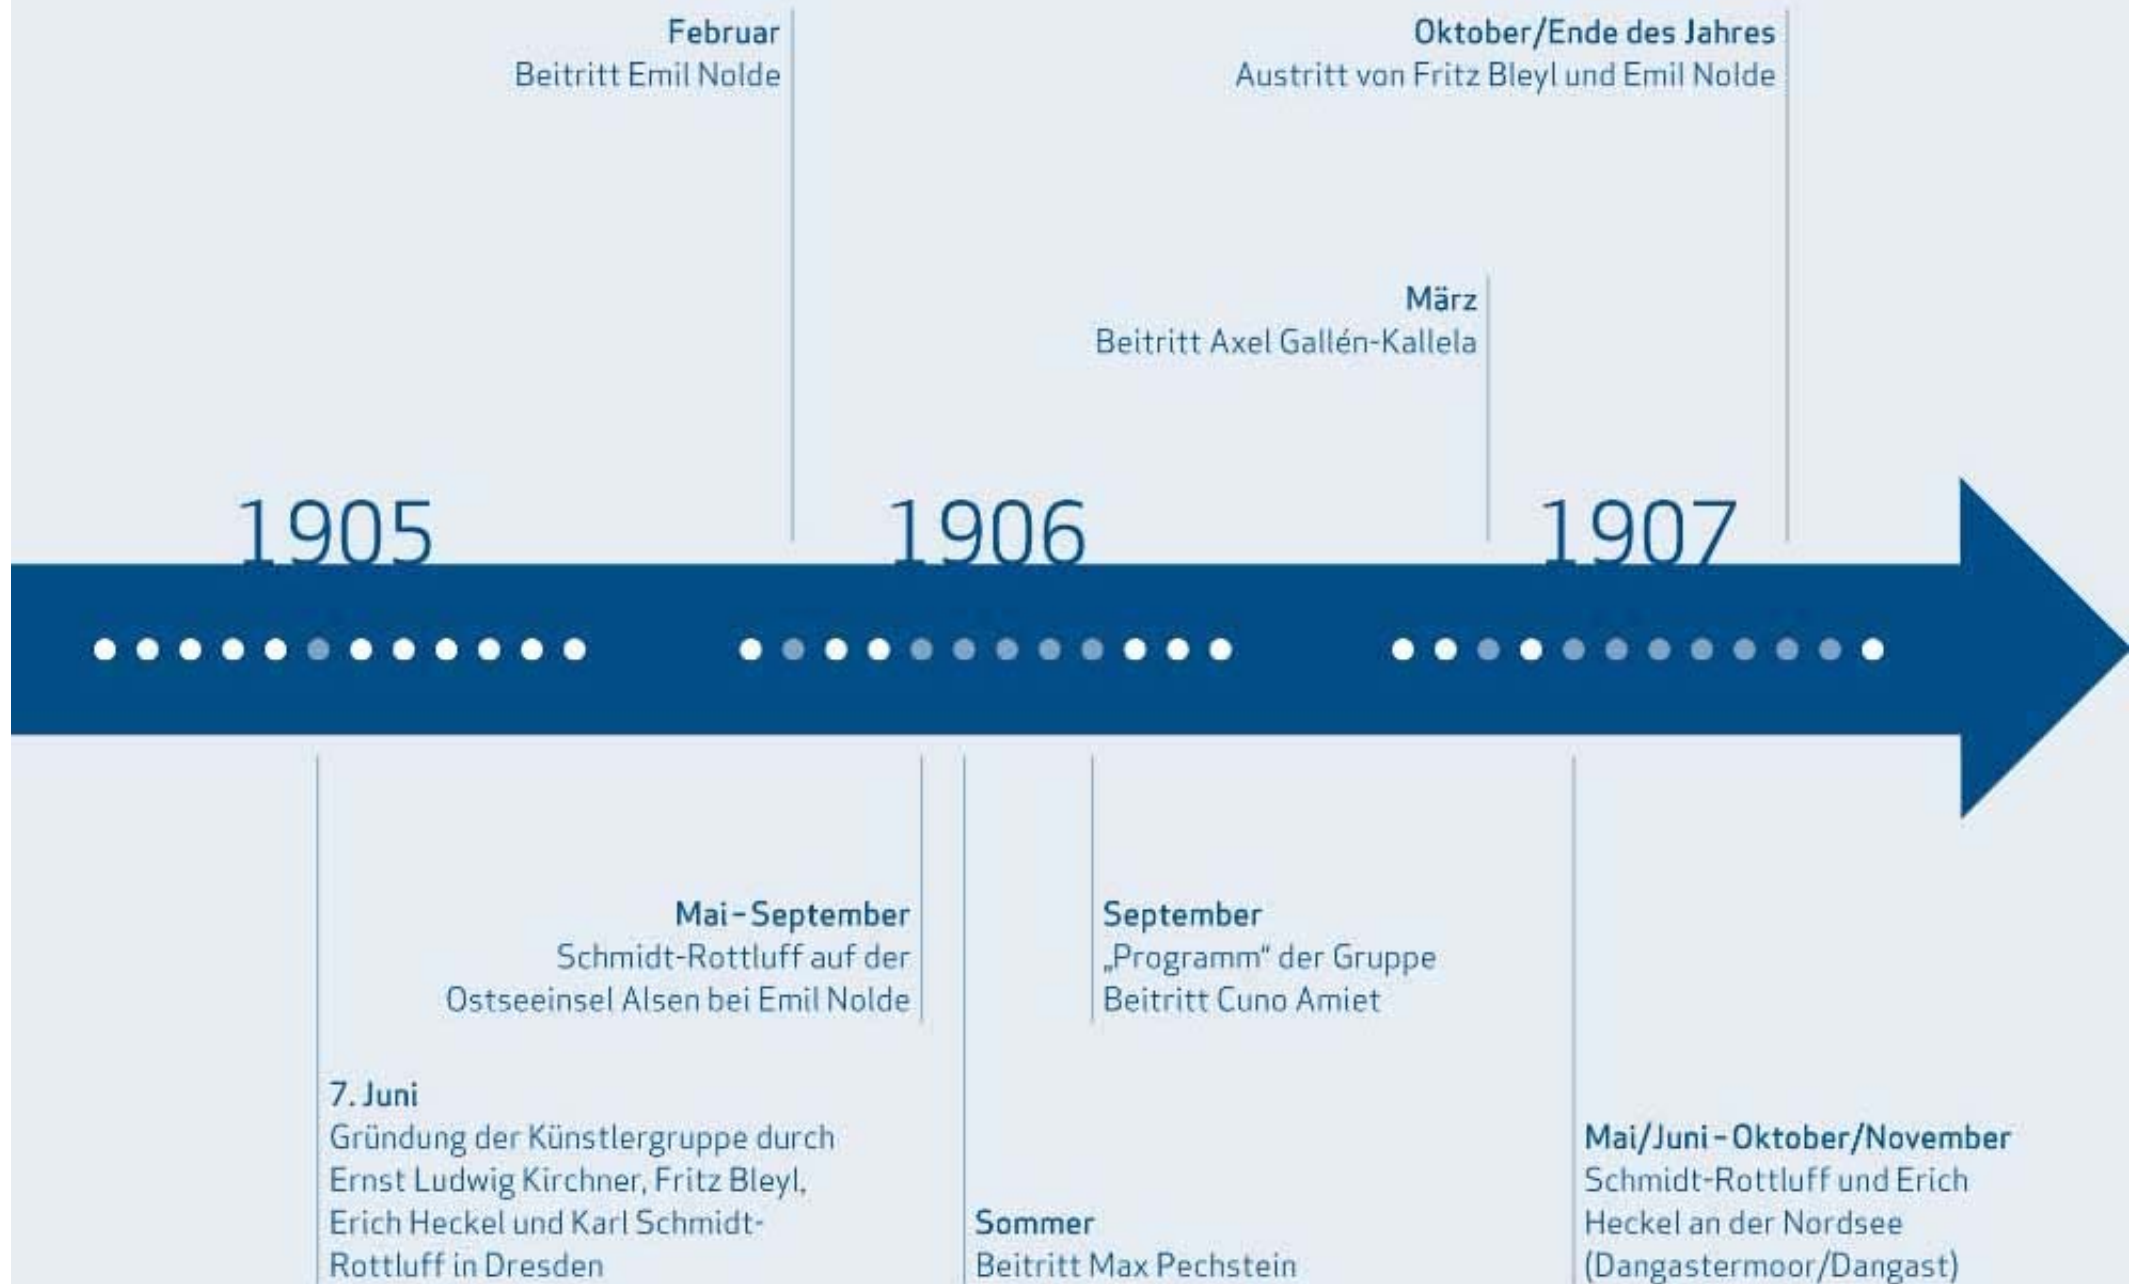 Februar
Beitritt Emil Nolde
Oktober/Ende des Jahres
Austritt von Fritz Bleyl und Emil Nolde
März
Beitritt Axel Gallén-Kallela
1905
1906
1907
Mai–September
Schmidt-Rottluff auf der
Ostseeinsel Alsen bei Emil Nolde
September
„Programm“ der Gruppe
Beitritt Cuno Amiet
7. Juni
Gründung der Künstlergruppe durch
Ernst Ludwig Kirchner, Fritz Bleyl,
Erich Heckel und Karl Schmidt-
Rottluff in Dresden
Sommer
Beitritt Max Pechstein
Mai/Juni–Oktober/November
Schmidt-Rottluff und Erich
Heckel an der Nordsee
(Dangastermoor/Dangast)